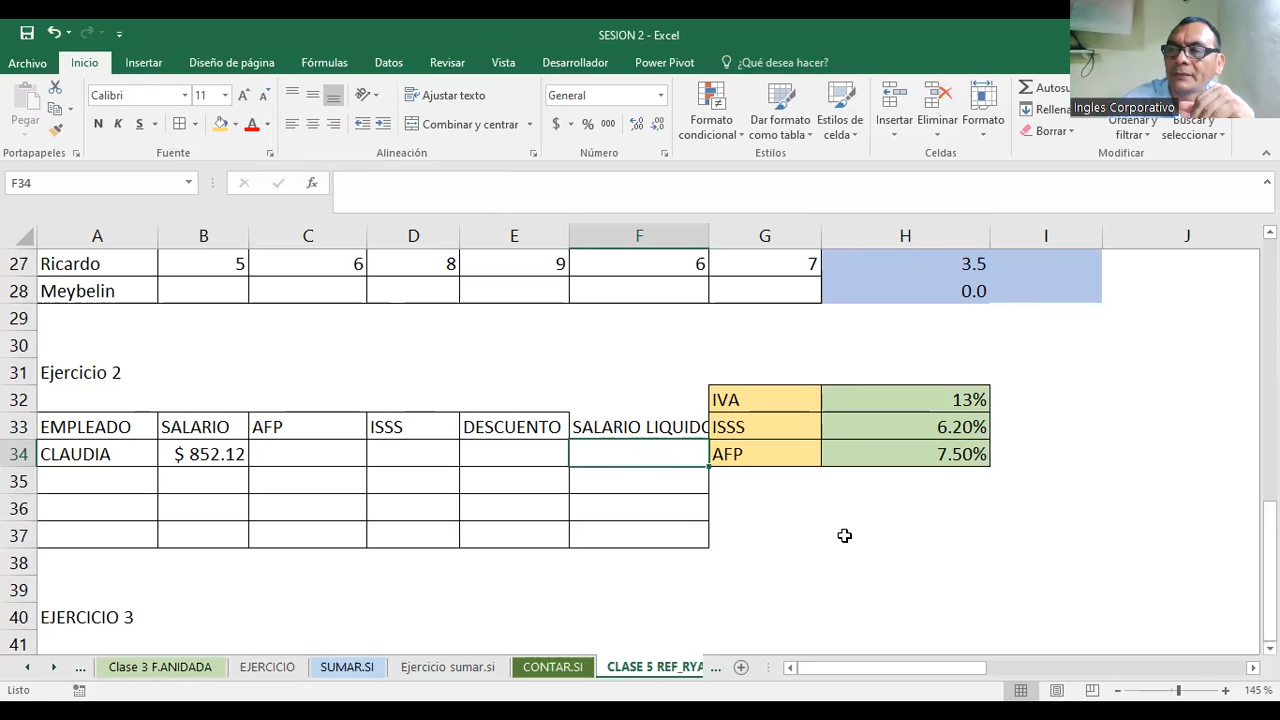 SESION 2 - Excel
Archivo Inicio Insertar Diseño de página Fórmulas Datos Revisar Vista Desarrollador Power Pivot ¿Qué desea hacer?
Ingles Corporativo
Pegar
Calibri 11
N K S
Ajustar texto
Combinar y centrar
General
$ % 000
Formato condicional
Dar formato como tabla
Estilos de celda
Insertar
Eliminar
Formato
Autosu
Rellena
Borrar
Ordenar y filtrar
Buscar y seleccionar
Portapapeles Fuente Alineación Número Estilos Celdas Modificar
F34 fx
A B C D E F G H I J
27 Ricardo 5 6 8 9 6 7 3.5
28 Meybelin 0.0
29
30
31 Ejercicio 2
32 IVA 13%
33 EMPLEADO SALARIO AFP ISSS DESCUENTO SALARIO LIQUIDO ISSS 6.20%
34 CLAUDIA $ 852.12 AFP 7.50%
35
36
37
38
39
40 EJERCICIO 3
41
... Clase 3 F.ANIDADA EJERCICIO SUMAR.SI Ejercicio sumar.si CONTAR.SI CLASE 5 REF_RYA ...
Listo 145 %